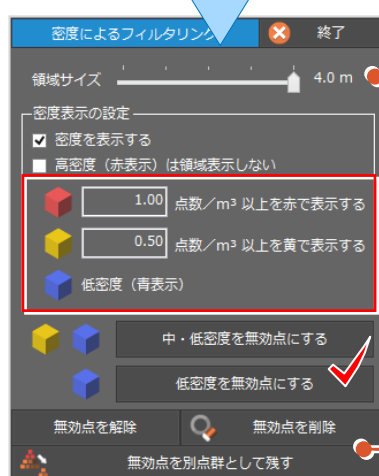 密度によるフィルタリング 終了
領域サイズ 4.0 m
密度表示の設定
密度を表示する
高密度（赤表示）は領域表示しない
1.00 点数／m³ 以上を赤で表示する
0.50 点数／m³ 以上を黄で表示する
低密度（青表示）
中・低密度を無効点にする
低密度を無効点にする
無効点を解除 無効点を削除
無効点を別点群として残す